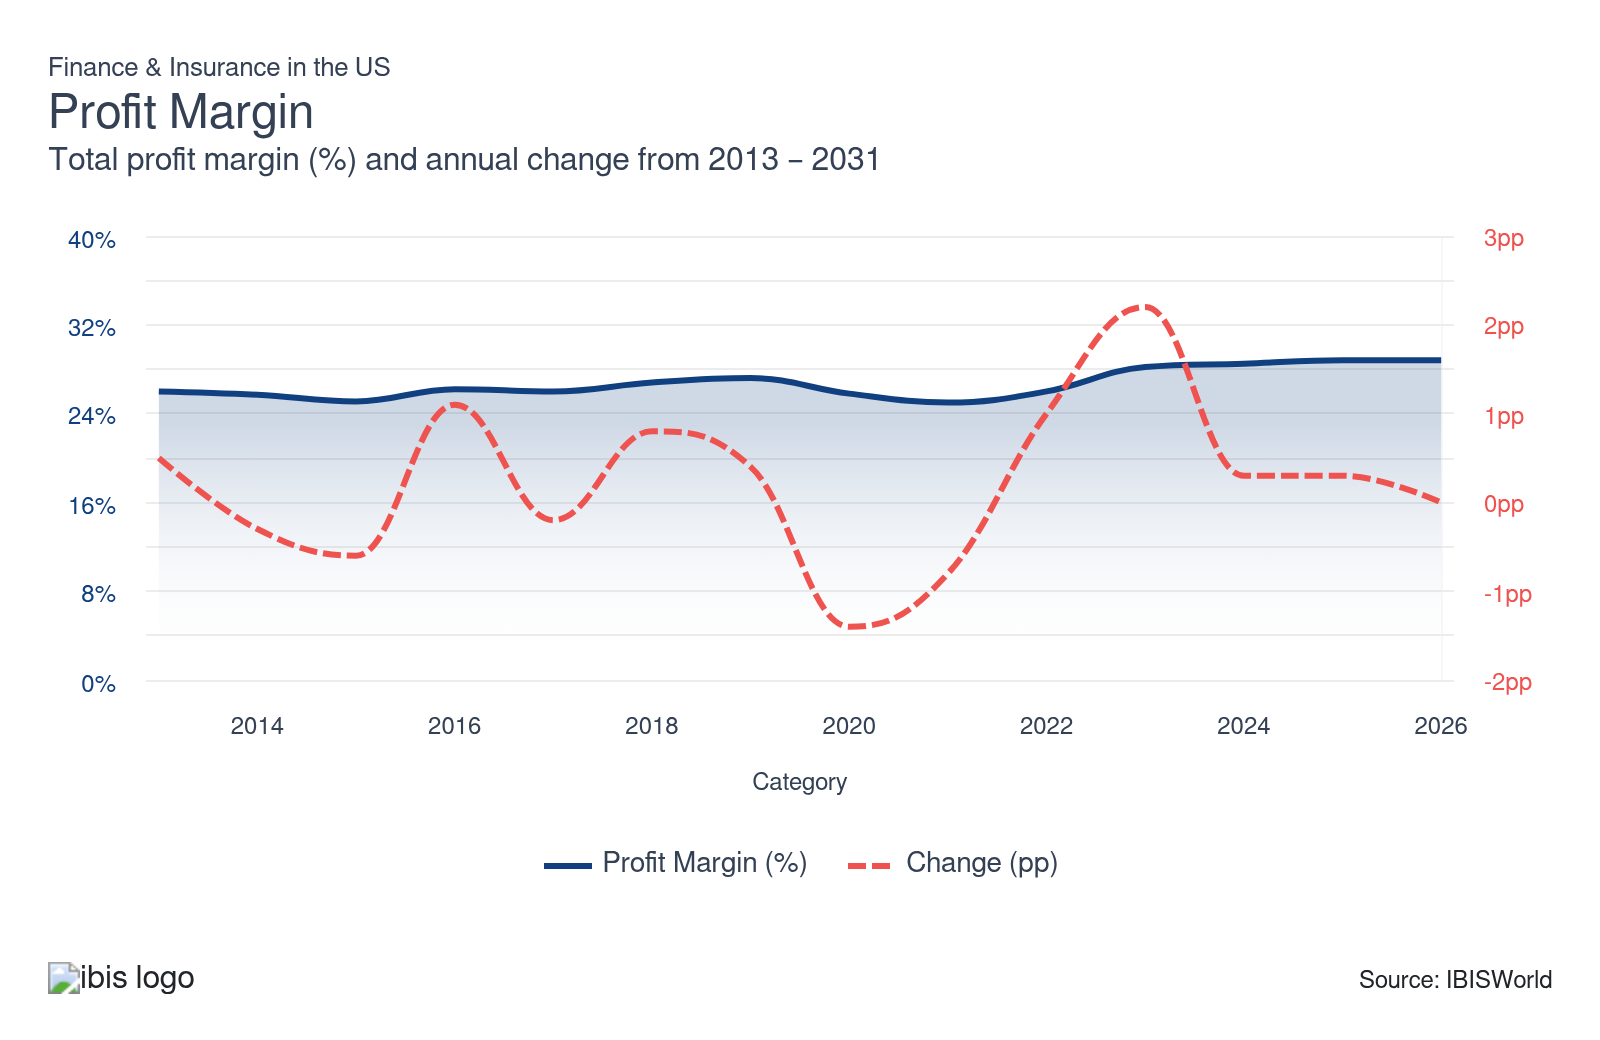 Finance & Insurance in the US
Profit Margin
Total profit margin (%) and annual change from 2013 – 2031
40%
3pp
32%
2pp
24%
1pp
16%
0pp
8%
-1pp
0%
-2pp
2014 2016 2018 2020 2022 2024 2026
Category
Profit Margin (%) Change (pp)
ibis logo
Source: IBISWorld